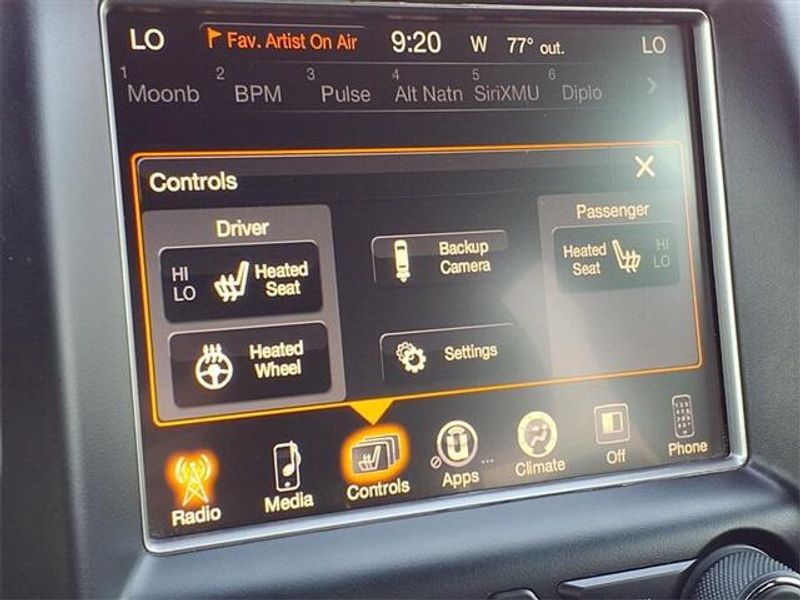 LO Fav. Artist On Air 9:20 W 77° out. LO
1 Moonb 2 BPM 3 Pulse 4 Alt Natn 5 SiriXMU 6 Diplo
Controls
Driver
HI
LO
Heated
Seat
Heated
Wheel
Backup
Camera
Settings
Passenger
Heated
Seat
HI
LO
Radio Media Controls Apps ... Climate Off Phone